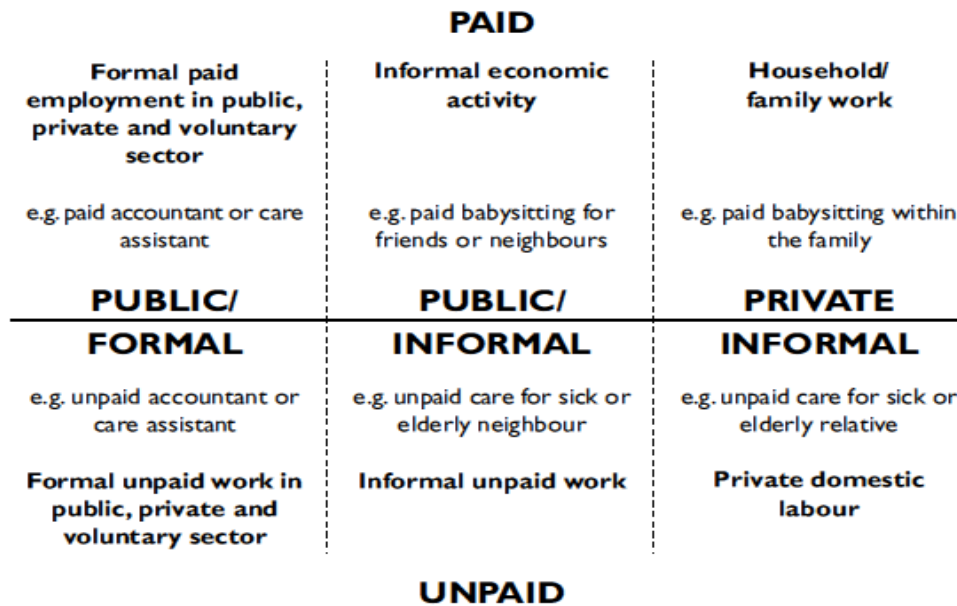 PAID
Formal paid
employment in public,
private and voluntary
sector
Informal economic
activity
Household/
family work
e.g. paid accountant or care
assistant
e.g. paid babysitting for
friends or neighbours
e.g. paid babysitting within
the family
PUBLIC/
FORMAL
PUBLIC/
INFORMAL
PRIVATE
INFORMAL
e.g. unpaid accountant or
care assistant
e.g. unpaid care for sick or
elderly neighbour
e.g. unpaid care for sick or
elderly relative
Formal unpaid work in
public, private and
voluntary sector
Informal unpaid work
Private domestic
labour
UNPAID